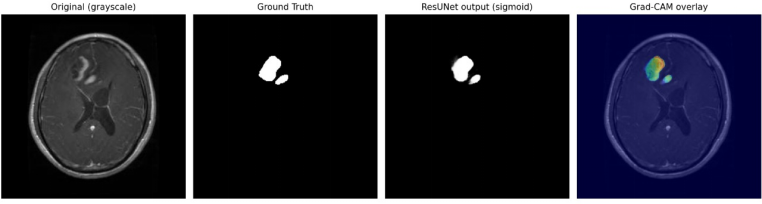 Original (grayscale)
Ground Truth
ResUNet output (sigmoid)
Grad-CAM overlay